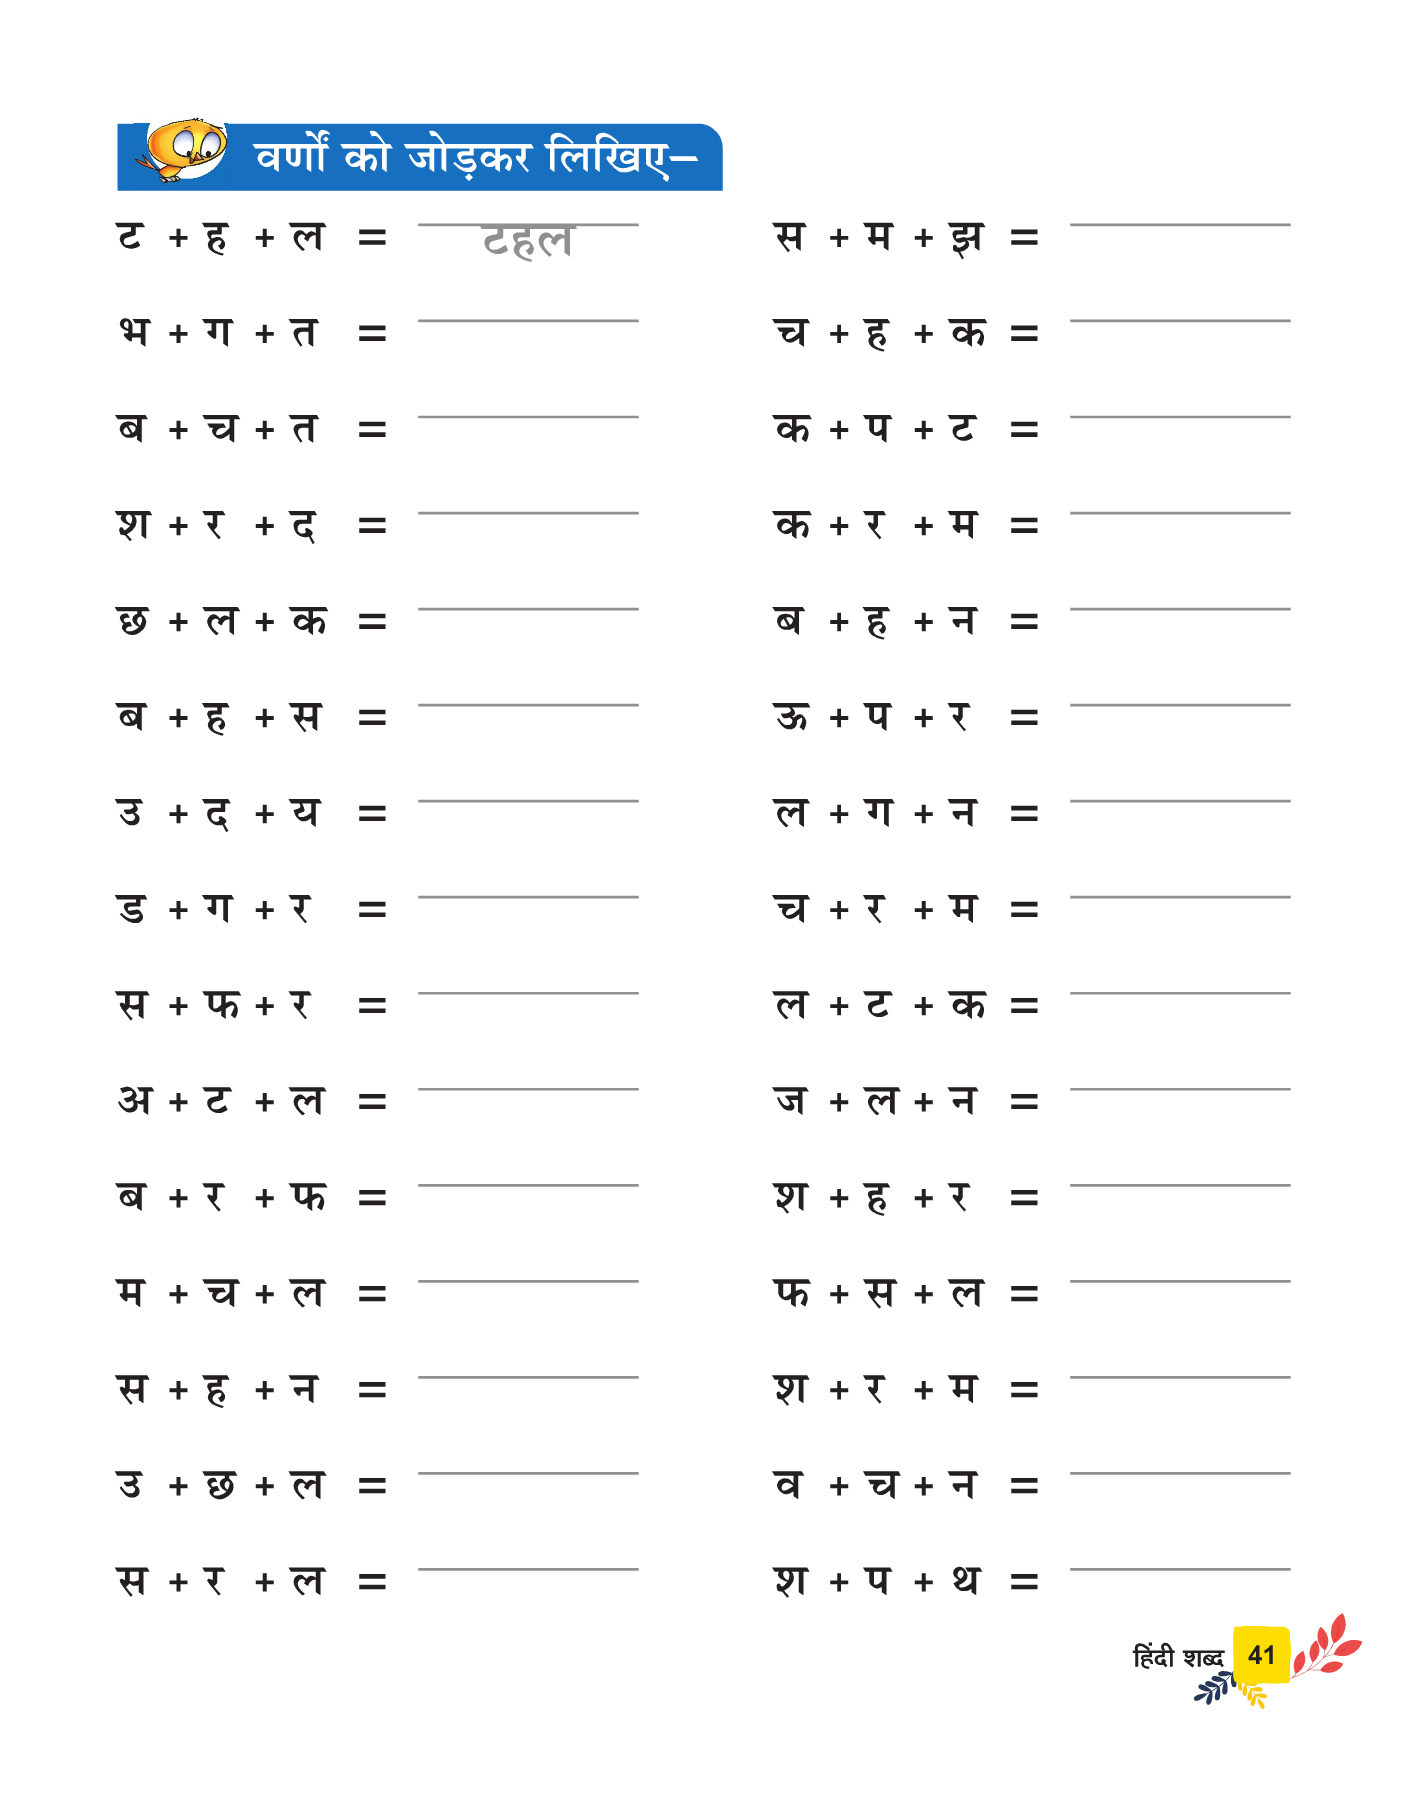 वर्णों को जोड़कर लिखिए–
ट + ह + ल = टहल
भ + ग + त =
ब + च + त =
श + र + द =
छ + ल + क =
ब + ह + स =
उ + द + य =
ड + ग + र =
स + फ + र =
अ + ट + ल =
ब + र + फ =
म + च + ल =
स + ह + न =
उ + छ + ल =
स + र + ल =
स + म + झ =
च + ह + क =
क + प + ट =
क + र + म =
ब + ह + न =
ऊ + प + र =
ल + ग + न =
च + र + म =
ल + ट + क =
ज + ल + न =
श + ह + र =
फ + स + ल =
श + र + म =
व + च + न =
श + प + थ =
हिंदी शब्द 41